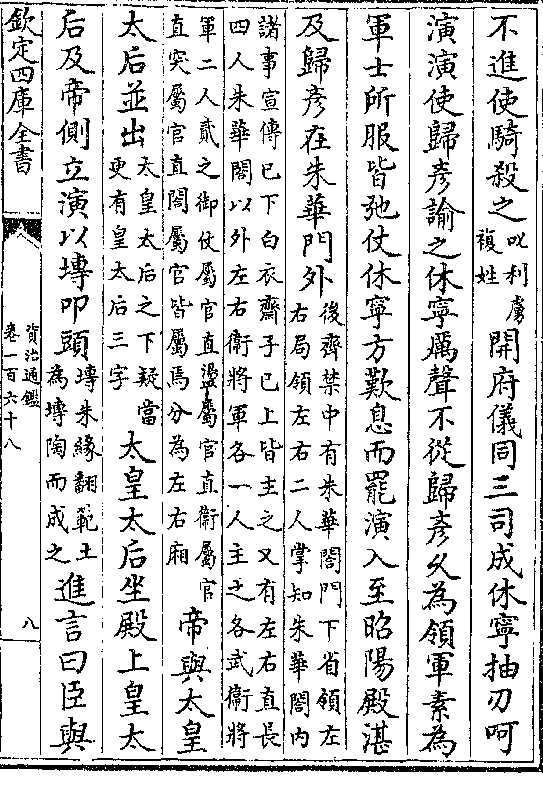 不進使騎殺之叱利虜複姓開府儀同三司成休寧抽刃呵
演演使歸彥諭之休寧厲聲不從歸彥久為領軍素為
軍士所服皆弛仗休寧方歎息而罷演入至昭陽殿湛
及歸彥在朱華門外後齊禁中有朱華閤門下省領左右局領左右二人掌知朱華閤内
諸事宣傳已下白衣齋子已上皆主之又有左右直長四人朱華閤以外左右衛將軍各一人主之各武衛將
軍二人貳之御仗屬官直盪屬官直衛屬官直突屬官直閤屬官皆屬焉分為左右廂帝與太皇
太后並出太皇太后之下疑當更有皇太后三字太皇太后坐殿上皇太
后及帝側立演以塼叩頭塼朱緣翻範土為塼陶而成之進言曰臣與
欽定四庫全書
資治通鑑
卷一百六十八
八